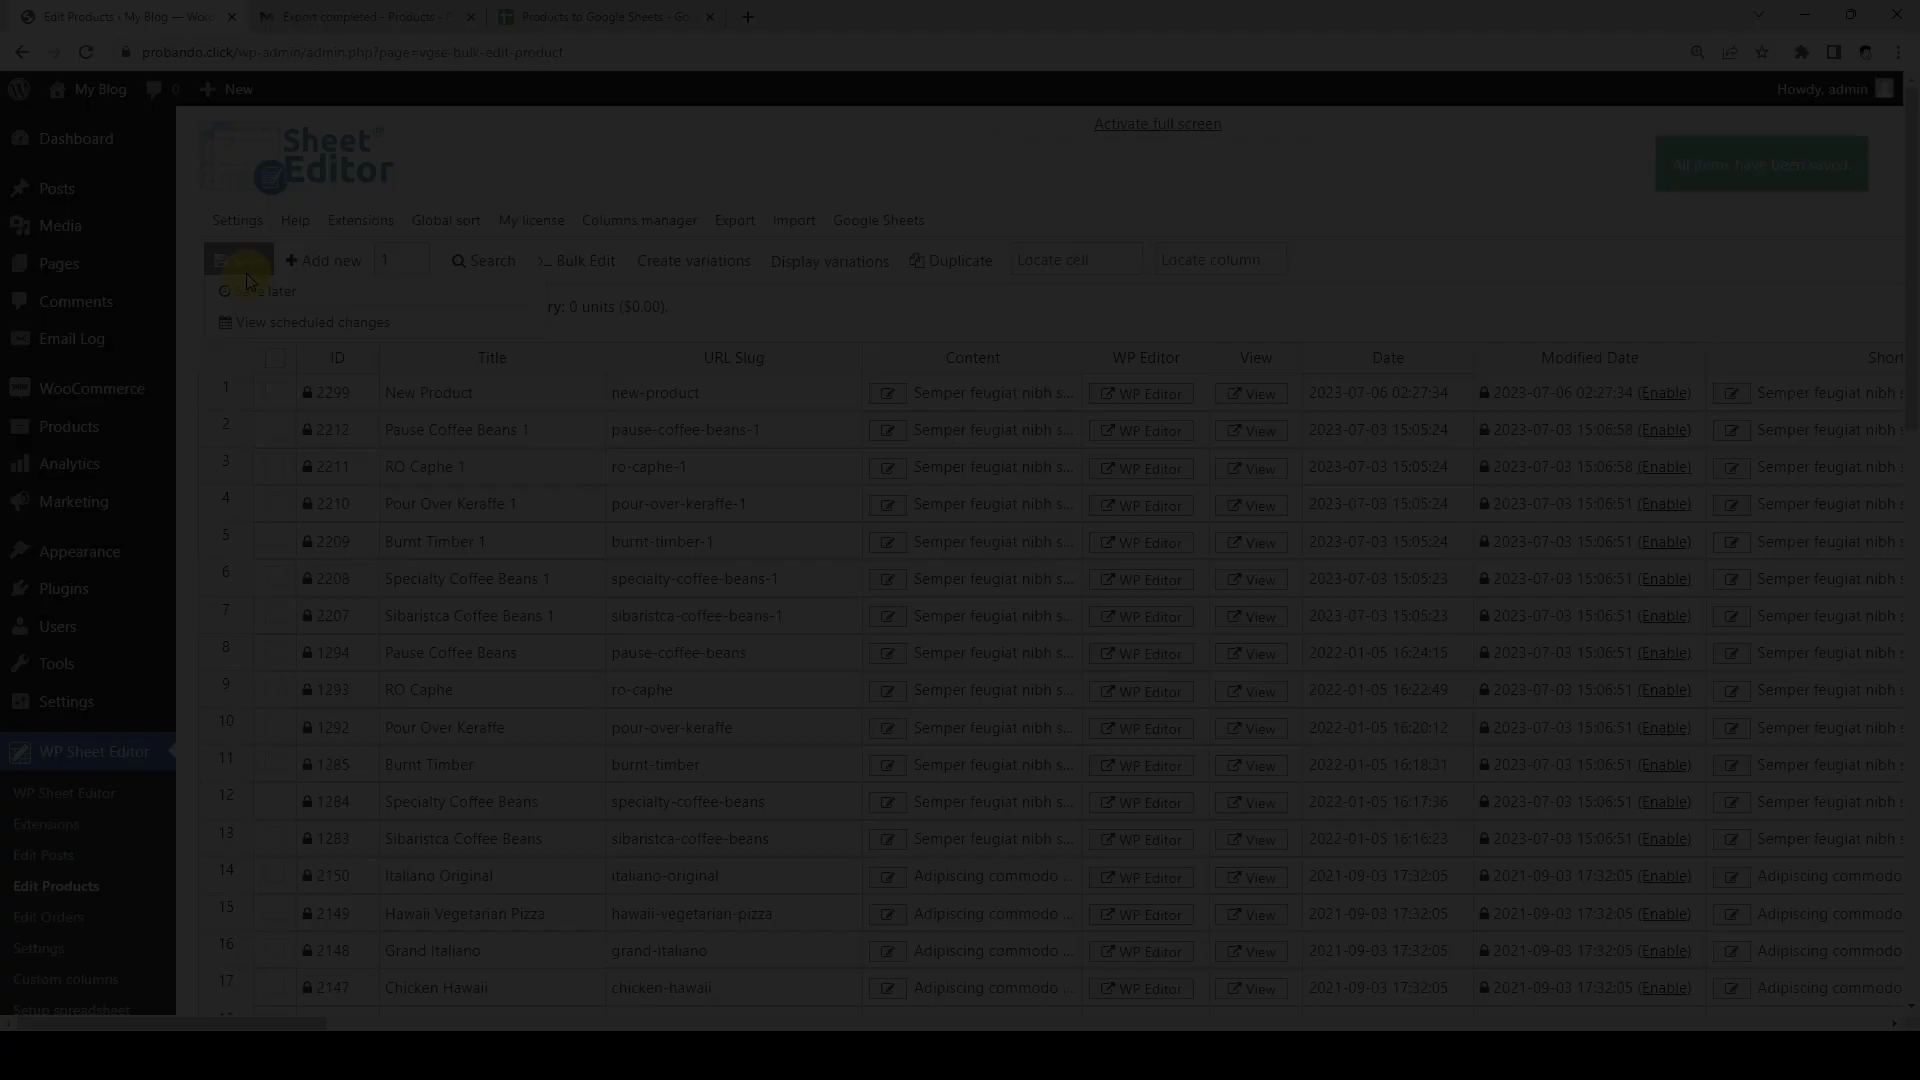 Edit Products ‹ My Blog — Wor
Export completed - Products - P
Products to Google Sheets - Go
probando.click/wp-admin/admin.php?page=vgse-bulk-edit-product
My Blog 0 New
Howdy, admin
Dashboard
Posts
Media
Pages
Comments
Email Log
WooCommerce
Products
Analytics
Marketing
Appearance
Plugins
Users
Tools
Settings
WP Sheet Editor
WP Sheet Editor
Extensions
Edit Posts
Edit Products
Edit Orders
Settings
Custom columns
Setup spreadsheet
Sheet
Editor
Activate full screen
All items have been saved.
Settings Help Extensions Global sort My license Columns manager Export Import Google Sheets
Add new 1 Search Bulk Edit Create variations Display variations Duplicate Locate cell Locate column
later
View scheduled changes
ry: 0 units ($0.00).
ID Title URL Slug Content WP Editor View Date Modified Date Short
1 2299 New Product new-product Semper feugiat nibh s... WP Editor View 2023-07-06 02:27:34 2023-07-06 02:27:34 (Enable) Semper feugiat nibh s
2 2212 Pause Coffee Beans 1 pause-coffee-beans-1 Semper feugiat nibh s... WP Editor View 2023-07-03 15:05:24 2023-07-03 15:06:58 (Enable) Semper feugiat nibh s
3 2211 RO Caphe 1 ro-caphe-1 Semper feugiat nibh s... WP Editor View 2023-07-03 15:05:24 2023-07-03 15:06:58 (Enable) Semper feugiat nibh s
4 2210 Pour Over Keraffe 1 pour-over-keraffe-1 Semper feugiat nibh s... WP Editor View 2023-07-03 15:05:24 2023-07-03 15:06:51 (Enable) Semper feugiat nibh s
5 2209 Burnt Timber 1 burnt-timber-1 Semper feugiat nibh s... WP Editor View 2023-07-03 15:05:24 2023-07-03 15:06:51 (Enable) Semper feugiat nibh s
6 2208 Specialty Coffee Beans 1 specialty-coffee-beans-1 Semper feugiat nibh s... WP Editor View 2023-07-03 15:05:23 2023-07-03 15:06:51 (Enable) Semper feugiat nibh s
7 2207 Sibaristca Coffee Beans 1 sibaristca-coffee-beans-1 Semper feugiat nibh s... WP Editor View 2023-07-03 15:05:23 2023-07-03 15:06:51 (Enable) Semper feugiat nibh s
8 1294 Pause Coffee Beans pause-coffee-beans Semper feugiat nibh s... WP Editor View 2022-01-05 16:24:15 2023-07-03 15:06:51 (Enable) Semper feugiat nibh s
9 1293 RO Caphe ro-caphe Semper feugiat nibh s... WP Editor View 2022-01-05 16:22:49 2023-07-03 15:06:51 (Enable) Semper feugiat nibh s
10 1292 Pour Over Keraffe pour-over-keraffe Semper feugiat nibh s... WP Editor View 2022-01-05 16:20:12 2023-07-03 15:06:51 (Enable) Semper feugiat nibh s
11 1285 Burnt Timber burnt-timber Semper feugiat nibh s... WP Editor View 2022-01-05 16:18:31 2023-07-03 15:06:51 (Enable) Semper feugiat nibh s
12 1284 Specialty Coffee Beans specialty-coffee-beans Semper feugiat nibh s... WP Editor View 2022-01-05 16:17:36 2023-07-03 15:06:51 (Enable) Semper feugiat nibh s
13 1283 Sibaristca Coffee Beans sibaristca-coffee-beans Semper feugiat nibh s... WP Editor View 2022-01-05 16:16:23 2023-07-03 15:06:51 (Enable) Semper feugiat nibh s
14 2150 Italiano Original italiano-original Adipiscing commodo ... WP Editor View 2021-09-03 17:32:05 2021-09-03 17:32:05 (Enable) Adipiscing commodo
15 2149 Hawaii Vegetarian Pizza hawaii-vegetarian-pizza Adipiscing commodo ... WP Editor View 2021-09-03 17:32:05 2021-09-03 17:32:05 (Enable) Adipiscing commodo
16 2148 Grand Italiano grand-italiano Adipiscing commodo ... WP Editor View 2021-09-03 17:32:05 2021-09-03 17:32:05 (Enable) Adipiscing commodo
17 2147 Chicken Hawaii chicken-hawaii Adipiscing commodo ... WP Editor View 2021-09-03 17:32:05 2021-09-03 17:32:05 (Enable) Adipiscing commodo